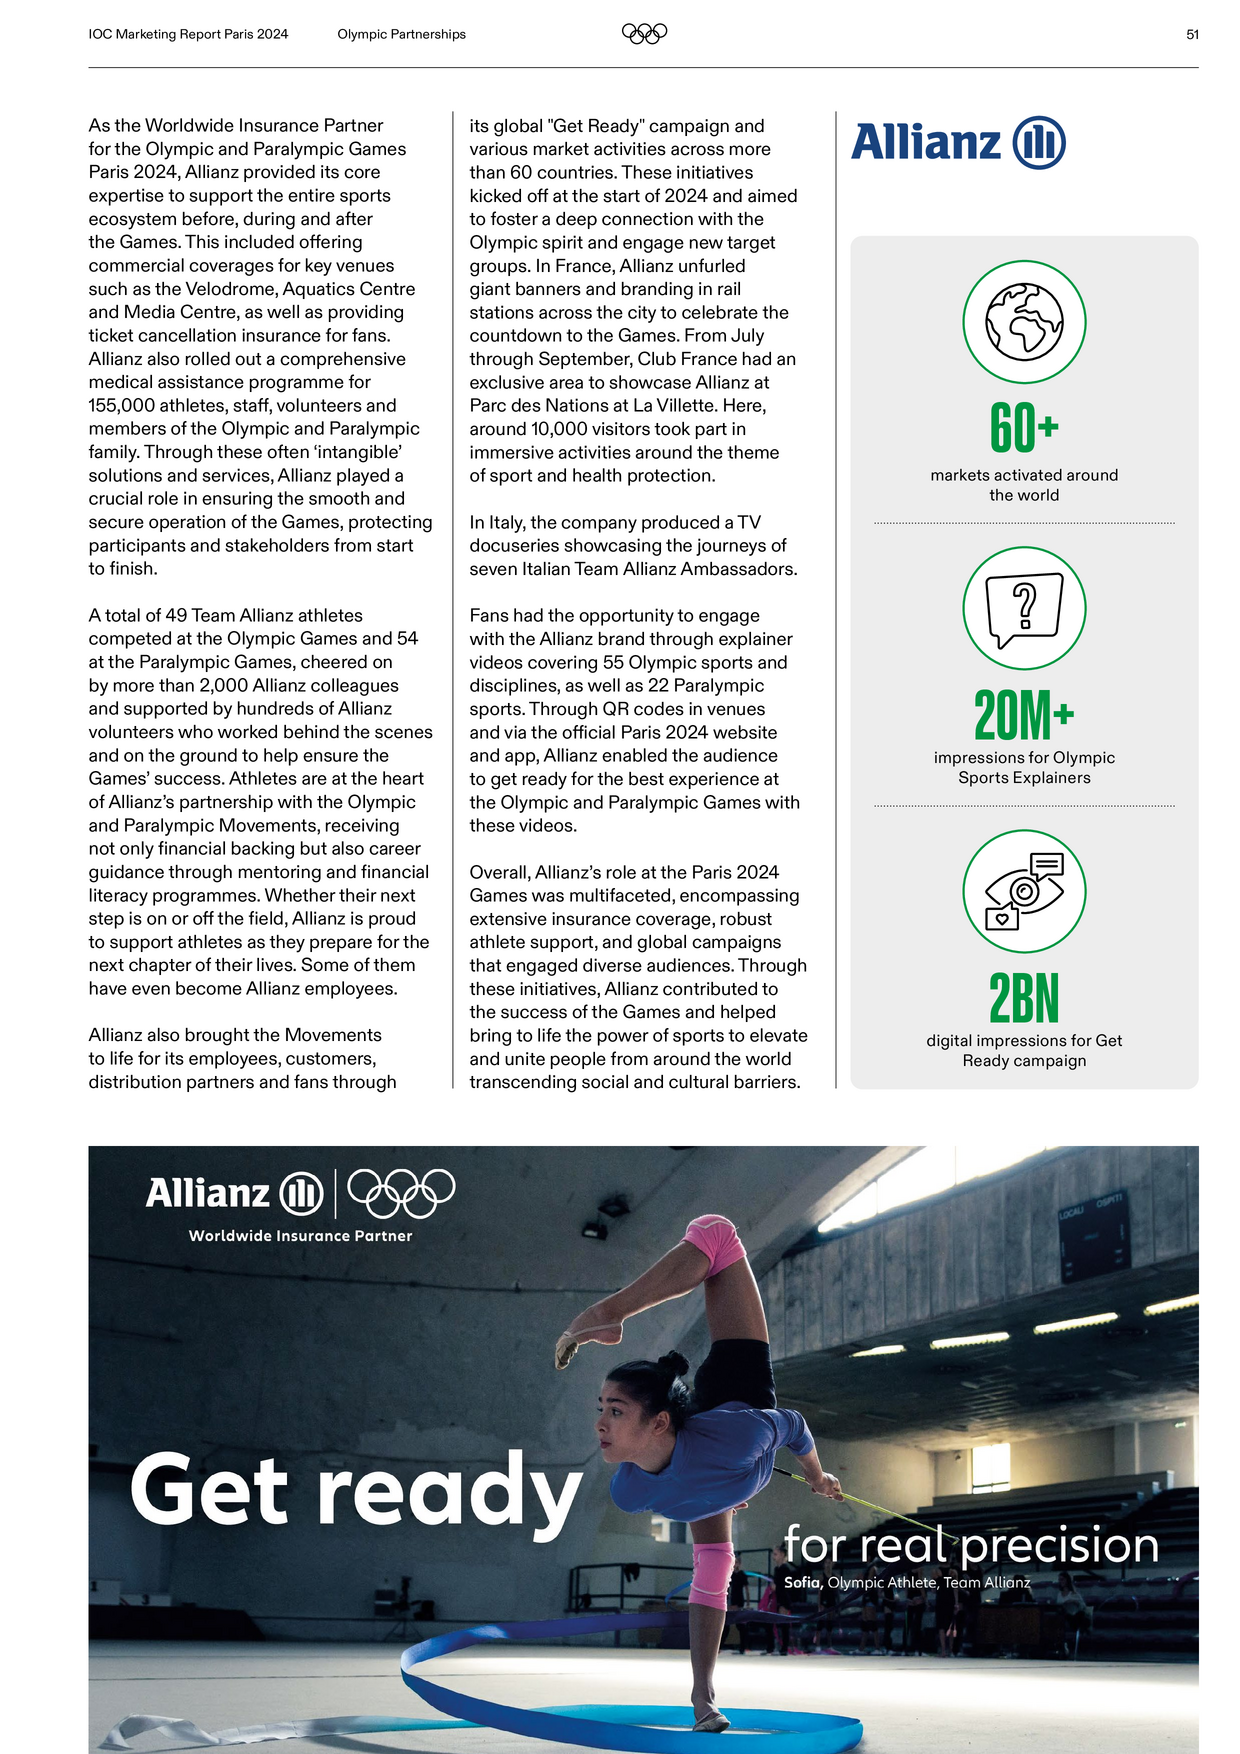 IOC Marketing Report Paris 2024
Olympic Partnerships
51
As the Worldwide Insurance Partner
for the Olympic and Paralympic Games
Paris 2024, Allianz provided its core
expertise to support the entire sports
ecosystem before, during and after
the Games. This included offering
commercial coverages for key venues
such as the Velodrome, Aquatics Centre
and Media Centre, as well as providing
ticket cancellation insurance for fans.
Allianz also rolled out a comprehensive
medical assistance programme for
155,000 athletes, staff, volunteers and
members of the Olympic and Paralympic
family. Through these often ‘intangible’
solutions and services, Allianz played a
crucial role in ensuring the smooth and
secure operation of the Games, protecting
participants and stakeholders from start
to finish.
A total of 49 Team Allianz athletes
competed at the Olympic Games and 54
at the Paralympic Games, cheered on
by more than 2,000 Allianz colleagues
and supported by hundreds of Allianz
volunteers who worked behind the scenes
and on the ground to help ensure the
Games’ success. Athletes are at the heart
of Allianz’s partnership with the Olympic
and Paralympic Movements, receiving
not only financial backing but also career
guidance through mentoring and financial
literacy programmes. Whether their next
step is on or off the field, Allianz is proud
to support athletes as they prepare for the
next chapter of their lives. Some of them
have even become Allianz employees.
Allianz also brought the Movements
to life for its employees, customers,
distribution partners and fans through
its global "Get Ready" campaign and
various market activities across more
than 60 countries. These initiatives
kicked off at the start of 2024 and aimed
to foster a deep connection with the
Olympic spirit and engage new target
groups. In France, Allianz unfurled
giant banners and branding in rail
stations across the city to celebrate the
countdown to the Games. From July
through September, Club France had an
exclusive area to showcase Allianz at
Parc des Nations at La Villette. Here,
around 10,000 visitors took part in
immersive activities around the theme
of sport and health protection.
In Italy, the company produced a TV
docuseries showcasing the journeys of
seven Italian Team Allianz Ambassadors.
Fans had the opportunity to engage
with the Allianz brand through explainer
videos covering 55 Olympic sports and
disciplines, as well as 22 Paralympic
sports. Through QR codes in venues
and via the official Paris 2024 website
and app, Allianz enabled the audience
to get ready for the best experience at
the Olympic and Paralympic Games with
these videos.
Overall, Allianz’s role at the Paris 2024
Games was multifaceted, encompassing
extensive insurance coverage, robust
athlete support, and global campaigns
that engaged diverse audiences. Through
these initiatives, Allianz contributed to
the success of the Games and helped
bring to life the power of sports to elevate
and unite people from around the world
transcending social and cultural barriers.
Allianz
60+
markets activated around
the world
?
20M+
impressions for Olympic
Sports Explainers
2BN
digital impressions for Get
Ready campaign
Allianz
Worldwide Insurance Partner
LOCALI OSPITI
Get ready
for real precision
Sofia, Olympic Athlete, Team Allianz